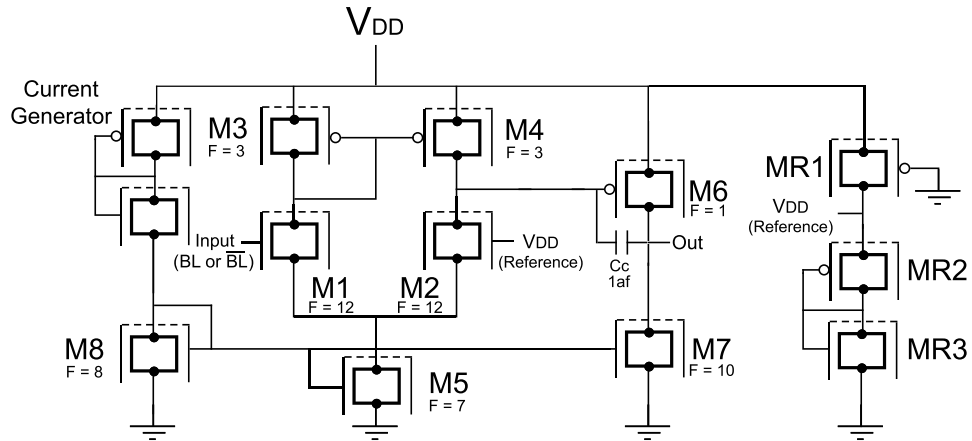 VDD
Current
Generator
M3
F = 3
M4
F = 3
M6
F = 1
MR1
VDD
(Reference)
Input
(BL or B̅L̅)
VDD
(Reference)
Cc
1af
Out
M1
F = 12
M2
F = 12
MR2
M8
F = 8
M5
F = 7
M7
F = 10
MR3